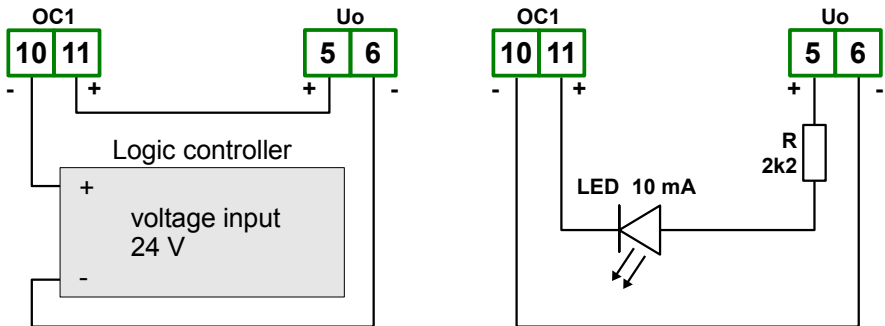 OC1 Uo
10 11 5 6
- + + -
Logic controller
+
voltage input
24 V
-
OC1 Uo
10 11 5 6
- + + -
R
2k2
LED 10 mA